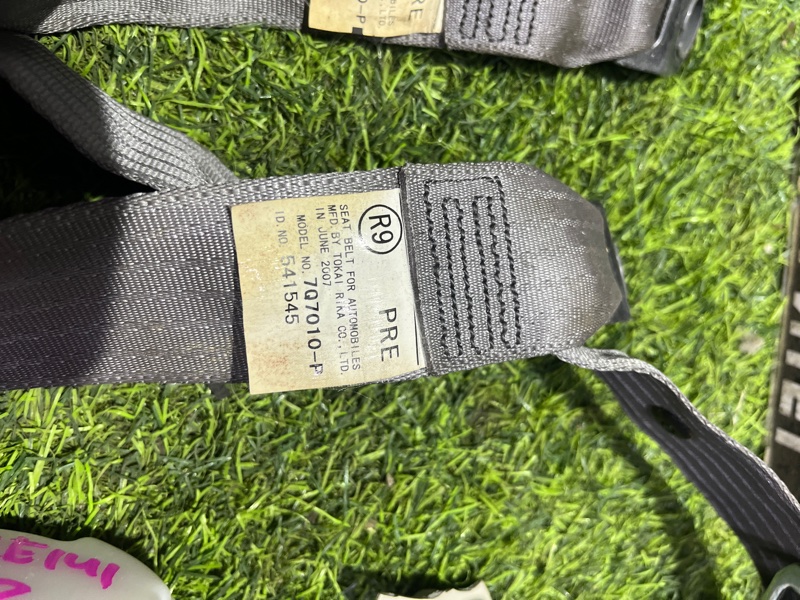 R9
PRE
SEAT BELT FOR AUTOMOBILES
MFD.BY TOKAI RIKA CO.,LTD.
IN JUNE 2007
MODEL NO. 7Q7010-P
ID.NO. 541545
RE
O-P